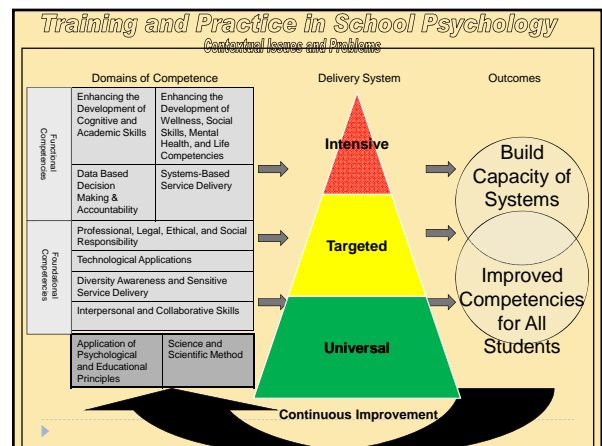 Training and Practice in School Psychology
Contextual Issues and Problems
Domains of Competence
Delivery System
Outcomes
Functional
Competencies
Enhancing the
Development of
Cognitive and
Academic Skills
Enhancing the
Development of
Wellness, Social
Skills, Mental
Health, and Life
Competencies
Data Based
Decision
Making &
Accountability
Systems-Based
Service Delivery
Foundational
Competencies
Professional, Legal, Ethical, and Social
Responsibility
Technological Applications
Diversity Awareness and Sensitive
Service Delivery
Interpersonal and Collaborative Skills
Application of
Psychological
and Educational
Principles
Science and
Scientific Method
Intensive
Targeted
Universal
Build
Capacity of
Systems
Improved
Competencies
for All
Students
Continuous Improvement